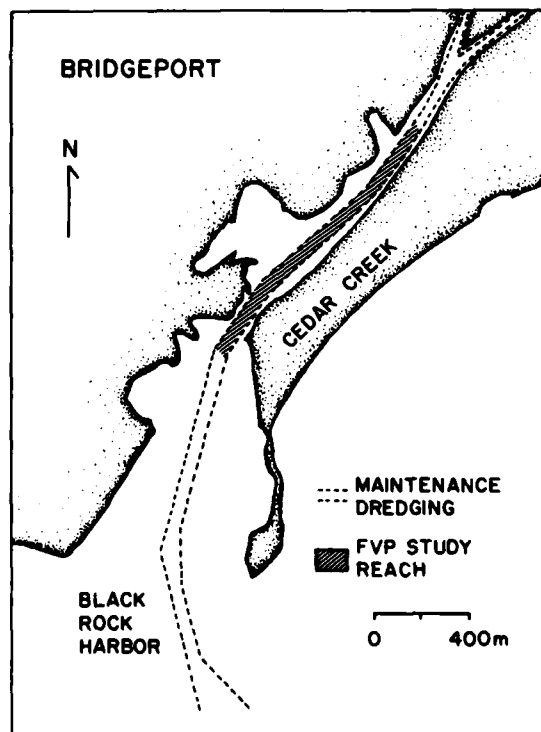 BRIDGEPORT
N
CEDAR CREEK
MAINTENANCE
DREDGING
FVP STUDY
REACH
BLACK
ROCK
HARBOR
0 400m